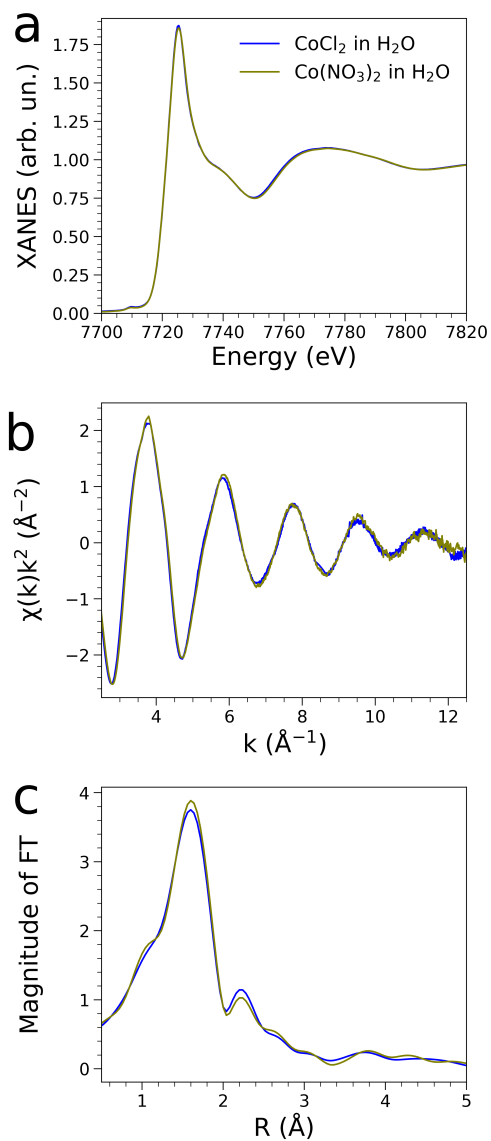 a
XANES (arb. un.)
1.75
1.50
1.25
1.00
0.75
0.50
0.25
0.00
CoCl₂ in H₂O
Co(NO₃)₂ in H₂O
7700 7720 7740 7760 7780 7800 7820
Energy (eV)
b
χ(k)k² (Å⁻²)
2
1
0
−1
−2
4 6 8 10 12
k (Å⁻¹)
c
Magnitude of FT
4
3
2
1
0
1 2 3 4 5
R (Å)